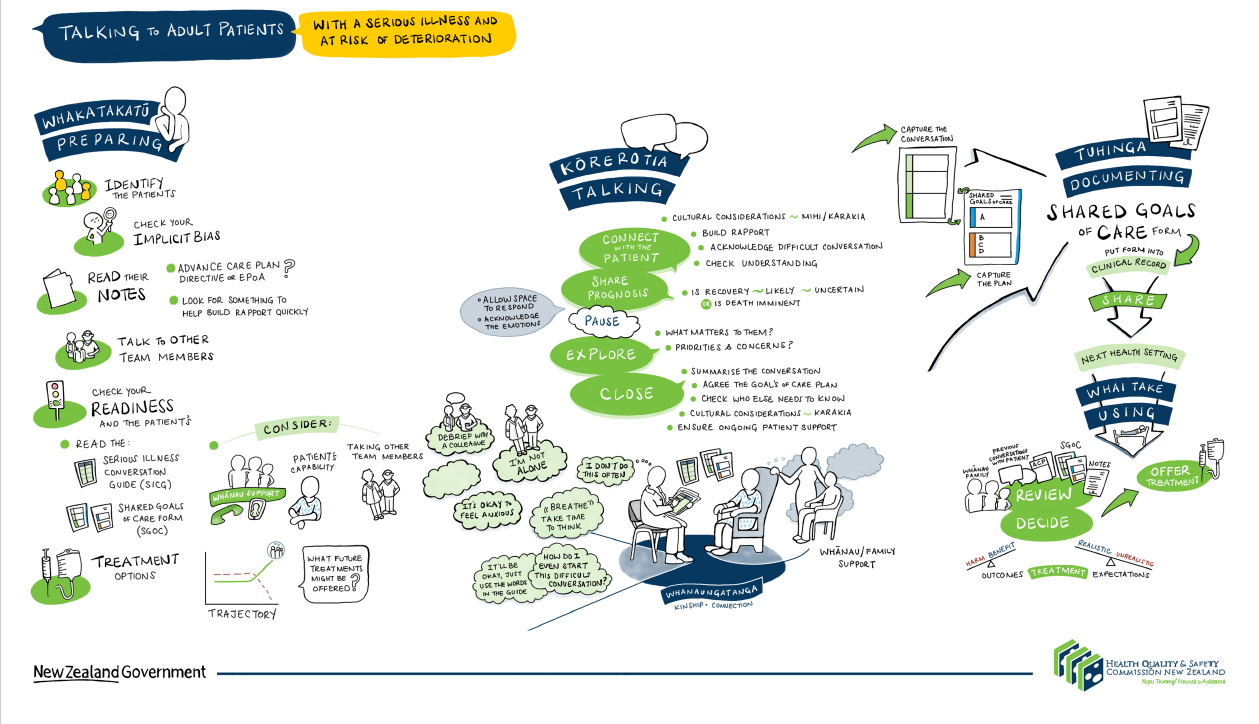 TALKING TO ADULT PATIENTS
WITH A SERIOUS ILLNESS AND
AT RISK OF DETERIORATION
WHAKATAKATŪ
PREPARING
IDENTIFY
THE PATIENTS
CHECK YOUR
IMPLICIT BIAS
READ THEIR
NOTES
ADVANCE CARE PLAN
DIRECTIVE OR EPOA ?
LOOK FOR SOMETHING TO
HELP BUILD RAPPORT QUICKLY
TALK TO OTHER
TEAM MEMBERS
CHECK YOUR
READINESS
AND THE PATIENT'S
READ THE:
SERIOUS ILLNESS
CONVERSATION
GUIDE (SICG)
SHARED GOALS
OF CARE FORM
(SGOC)
TREATMENT
OPTIONS
CONSIDER:
WHĀNAU SUPPORT
PATIENT'S
CAPABILITY
TAKING OTHER
TEAM MEMBERS
TRAJECTORY
WHAT FUTURE
TREATMENTS
MIGHT BE
OFFERED?
KŌREROTIA
TALKING
CONNECT
WITH THE
PATIENT
CULTURAL CONSIDERATIONS ~ MIHI/KARAKIA
BUILD RAPPORT
ACKNOWLEDGE DIFFICULT CONVERSATION
CHECK UNDERSTANDING
SHARE
PROGNOSIS
IS RECOVERY ~ LIKELY ~ UNCERTAIN
OR IS DEATH IMMINENT
ALLOW SPACE
TO RESPOND
ACKNOWLEDGE
THE EMOTIONS
PAUSE
EXPLORE
WHAT MATTERS TO THEM?
PRIORITIES & CONCERNS?
CLOSE
SUMMARISE THE CONVERSATION
AGREE THE GOAL'S OF CARE PLAN
CHECK WHO ELSE NEEDS TO KNOW
CULTURAL CONSIDERATIONS ~ KARAKIA
ENSURE ONGOING PATIENT SUPPORT
DEBRIEF WITH
A COLLEAGUE
I'M NOT
ALONE
I DON'T DO
THIS OFTEN
IT'S OKAY TO
FEEL ANXIOUS
"BREATHE"
TAKE TIME
TO THINK
IT'LL BE
OKAY, JUST
USE THE WORDS
IN THE GUIDE
HOW DO I
EVEN START
THIS DIFFICULT
CONVERSATION?
WHANAUNGATANGA
KINSHIP · CONNECTION
WHĀNAU/FAMILY
SUPPORT
CAPTURE THE
CONVERSATION
SHARED
GOALS OF CARE
A
B
C
D
CAPTURE
THE PLAN
TUHINGA
DOCUMENTING
SHARED GOALS
OF CARE FORM
PUT FORM INTO
CLINICAL RECORD
SHARE
NEXT HEALTH SETTING
WHAI TAKE
USING
WHĀNAU
FAMILY
PREVIOUS
CONVERSATIONS
WITH PATIENT
ACP
SGOC
NOTES
REVIEW
DECIDE
OFFER
TREATMENT
HARM BENEFIT
OUTCOMES
TREATMENT
REALISTIC UNREALISTIC
EXPECTATIONS
New Zealand Government
HEALTH QUALITY & SAFETY
COMMISSION NEW ZEALAND
Kupu Taurangi Hauora o Aotearoa